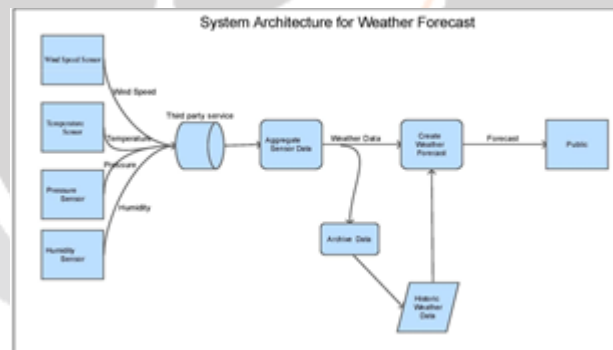 System Architecture for Weather Forecast
Wind Speed Sensor
Wind Speed
Third party service
Temperature
Sensor
Temperature
Pressure
Pressure
Sensor
Humidity
Humidity
Sensor
Aggregate
Sensor Data
Weather Data
Create
Weather
Forecast
Forecast
Public
Archive Data
Historic
Weather
Data